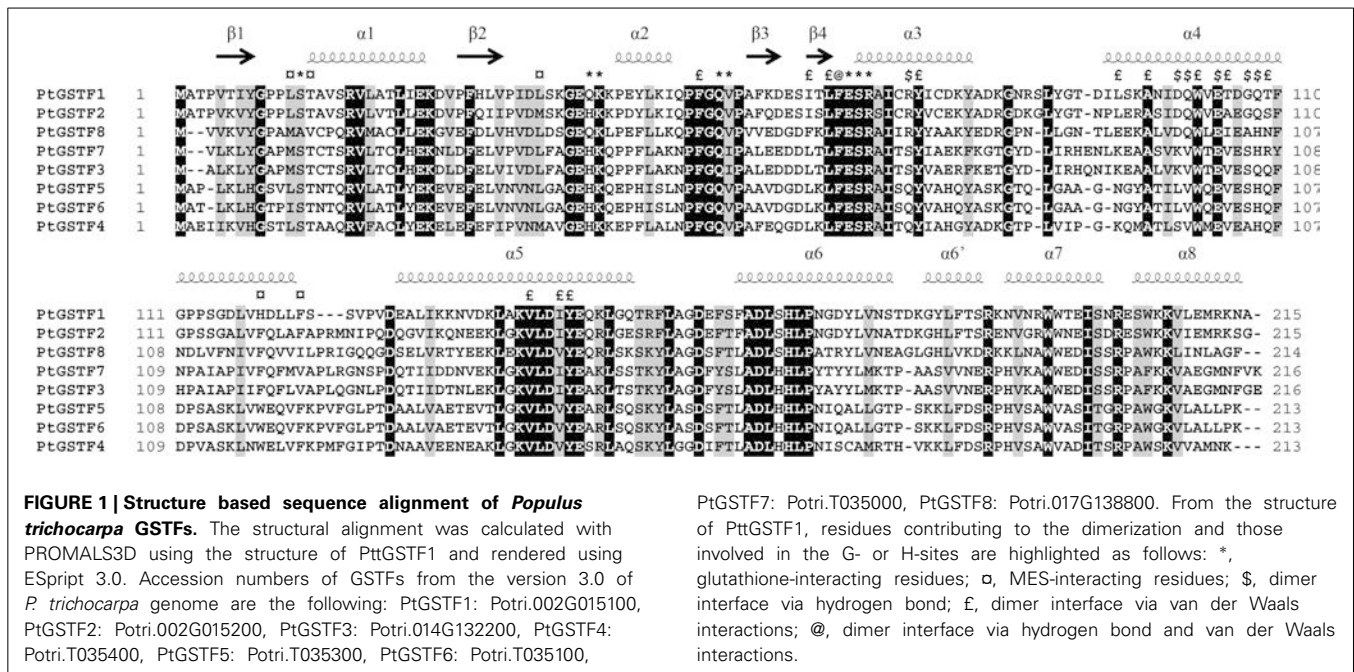 β1 α1 β2 α2 β3 β4 α3 α4
¤*¤ ¤ ** £ ** £ £@*** $£ £ £ $$£ £$ $$£
PtGSTF1 1 MATPVTIYGPPLSTAVSRVLATLIEKDVPFHLVPIDLSKGEQKKPEYLKIQPFGQVPAFKDESITLFESRAICRYICDKYADKGNRSLYGT-DILSKANIDQWVETDGQTF 110
PtGSTF2 1 MATPVKVYGPPLSTAVSRVLVTLLEKDVPFQIIPVDMSKGEHKKPDYLKIQPFGQVPAFQDESISLFESRSICRYVCEKYADRGDKGLYGT-NPLERASIDQWVEAEGQSF 110
PtGSTF8 1 M--VVKVYGPAMAVCPQRVMACLLEKGVEFDLVHVDLDSGEQKLPEFLLKQPFGQVPVVEDGDFKLFESRAIIRYYAAKYEDRGPN-LLGN-TLEEKALVDQWLEIEAHNF 107
PtGSTF7 1 M--VLKLYGAPMSTCTSRVLTCLHEKNLDFELVPVDLFAGEHKQPPFLAKNPFGQIPALEEDDLTLFESRAITSYIAEKFKGTGYD-LIRHENLKEAASVKVWTEVESHRY 108
PtGSTF3 1 M--ALKLYGAPMSTCTSRVLTCLHEKDLDFELVIVDLFAGEHKQPPFLAKNPFGQIPALEDDDLTLFESRAITSYVAERFKETGYD-LIRHQNIKEAALVKVWTEVESQQF 108
PtGSTF5 1 MAP-LKLHGSVLSTNTQRVLATLYEKEVEFELVNVNLGAGEHKQEPHISLNPFGQVPAAVDGDLKLFESRAISQYVAHQYASKGTQ-LGAA-G-NGYATILVWQEVESHQF 107
PtGSTF6 1 MAT-LKLHGTPISTNTQRVLATLYEKEVEFELVNVNLGAGEHKQEPHISLNPFGQVPAAVDGDLKLFESRAISQYVAHQYASKGTQ-LGAA-G-NGYATILVWQEVESHQF 107
PtGSTF4 1 MAEIIKVHGSTLSTAAQRVFACLYEKELEFEFIPVNMAVGEHKKEPFLALNPFGQVPAFEQGDLKLFESRAITQYIAHGYADKGTP-LVIP-G-KQMATLSVWMEVEAHQF 107
α5 α6 α6’ α7 α8
¤ ¤ £ ££
PtGSTF1 111 GPPSGDLVHDLLFS---SVPVDEALIKKNVDKLAKVLDIYEQKLGQTRFLAGDEFSFADLSHLPNGDYLVNSTDKGYLFTSRKNVNRWWTEISNRESWKKVLEMRKNA- 215
PtGSTF2 111 GPSSGALVFQLAFAPRMNIPQDQGVIKQNEEKLGKVLDIYEQRLGESRFLAGDEFTFADLSHLPNGDYLVNATDKGHLFTSRENVGRWWNEISDRESWKKVIEMRKSG- 216
PtGSTF8 108 NDLVFNIVFQVVILPRIGQQGDSELVRTYEEKLEKVLDVYEQRLSKSKYLAGDSFTLADLSHLPATRYLVNEAGLGHLVKDRKKLNAWWEDISSRPAWKKLINLAGF-- 214
PtGSTF7 109 NPAIAPIVFQFMVAPLRGNSPDQTIIDDNVEKLGKVLDIYEAKLSSTKYLAGDFYSLADLHHLPYTYYLMKTP-AASVVNERPHVKAWWEDISSRPAFKKVAEGMNFVK 216
PtGSTF3 109 HPAIAPIIFQFLVAPLQGNLPDQTIIDTNLEKLGKVLDIYEAKLTSTKYLAGDFYSLADLHHLPYTYYLMKTP-AASVVNERPHVKAWWEDISSRPAFKKVAEGMNFGE 216
PtGSTF5 108 DPSASKLVWEQVFKPVFGLPTDAALVAETEVTLGKVLDVYEARLSQSKYLASDSFTLADLHHLPNIQALLGTP-SKKLFDSRPHVSAWVASITGRPAWGKVLALLPK-- 213
PtGSTF6 108 DPSASKLVWEQVFKPVFGLPTDAALVAETEVTLGKVLDVYEARLSQSKYLASDSFTLADLHHLPNIQALLGTP-SKKLFDSRPHVSAWVASITGRPAWGKVLALLPK-- 213
PtGSTF4 109 DPVASKLNWELVFKPMFGIPTDNAAVEENEAKLGKVLDVYESRLAQSKYLGGDIFTLADLHHLPNISCAMRTH-VKKLFDSRPHVSAWVADITSRPAWSKVVAMNK--- 213
FIGURE 1 | Structure based sequence alignment of Populus
trichocarpa GSTFs. The structural alignment was calculated with
PROMALS3D using the structure of PttGSTF1 and rendered using
ESpript 3.0. Accession numbers of GSTFs from the version 3.0 of
P. trichocarpa genome are the following: PtGSTF1: Potri.002G015100,
PtGSTF2: Potri.002G015200, PtGSTF3: Potri.014G132200, PtGSTF4:
Potri.T035400, PtGSTF5: Potri.T035300, PtGSTF6: Potri.T035100,
PtGSTF7: Potri.T035000, PtGSTF8: Potri.017G138800. From the structure
of PttGSTF1, residues contributing to the dimerization and those
involved in the G- or H-sites are highlighted as follows: *,
glutathione-interacting residues; ¤, MES-interacting residues; $, dimer
interface via hydrogen bond; £, dimer interface via van der Waals
interactions; @, dimer interface via hydrogen bond and van der Waals
interactions.